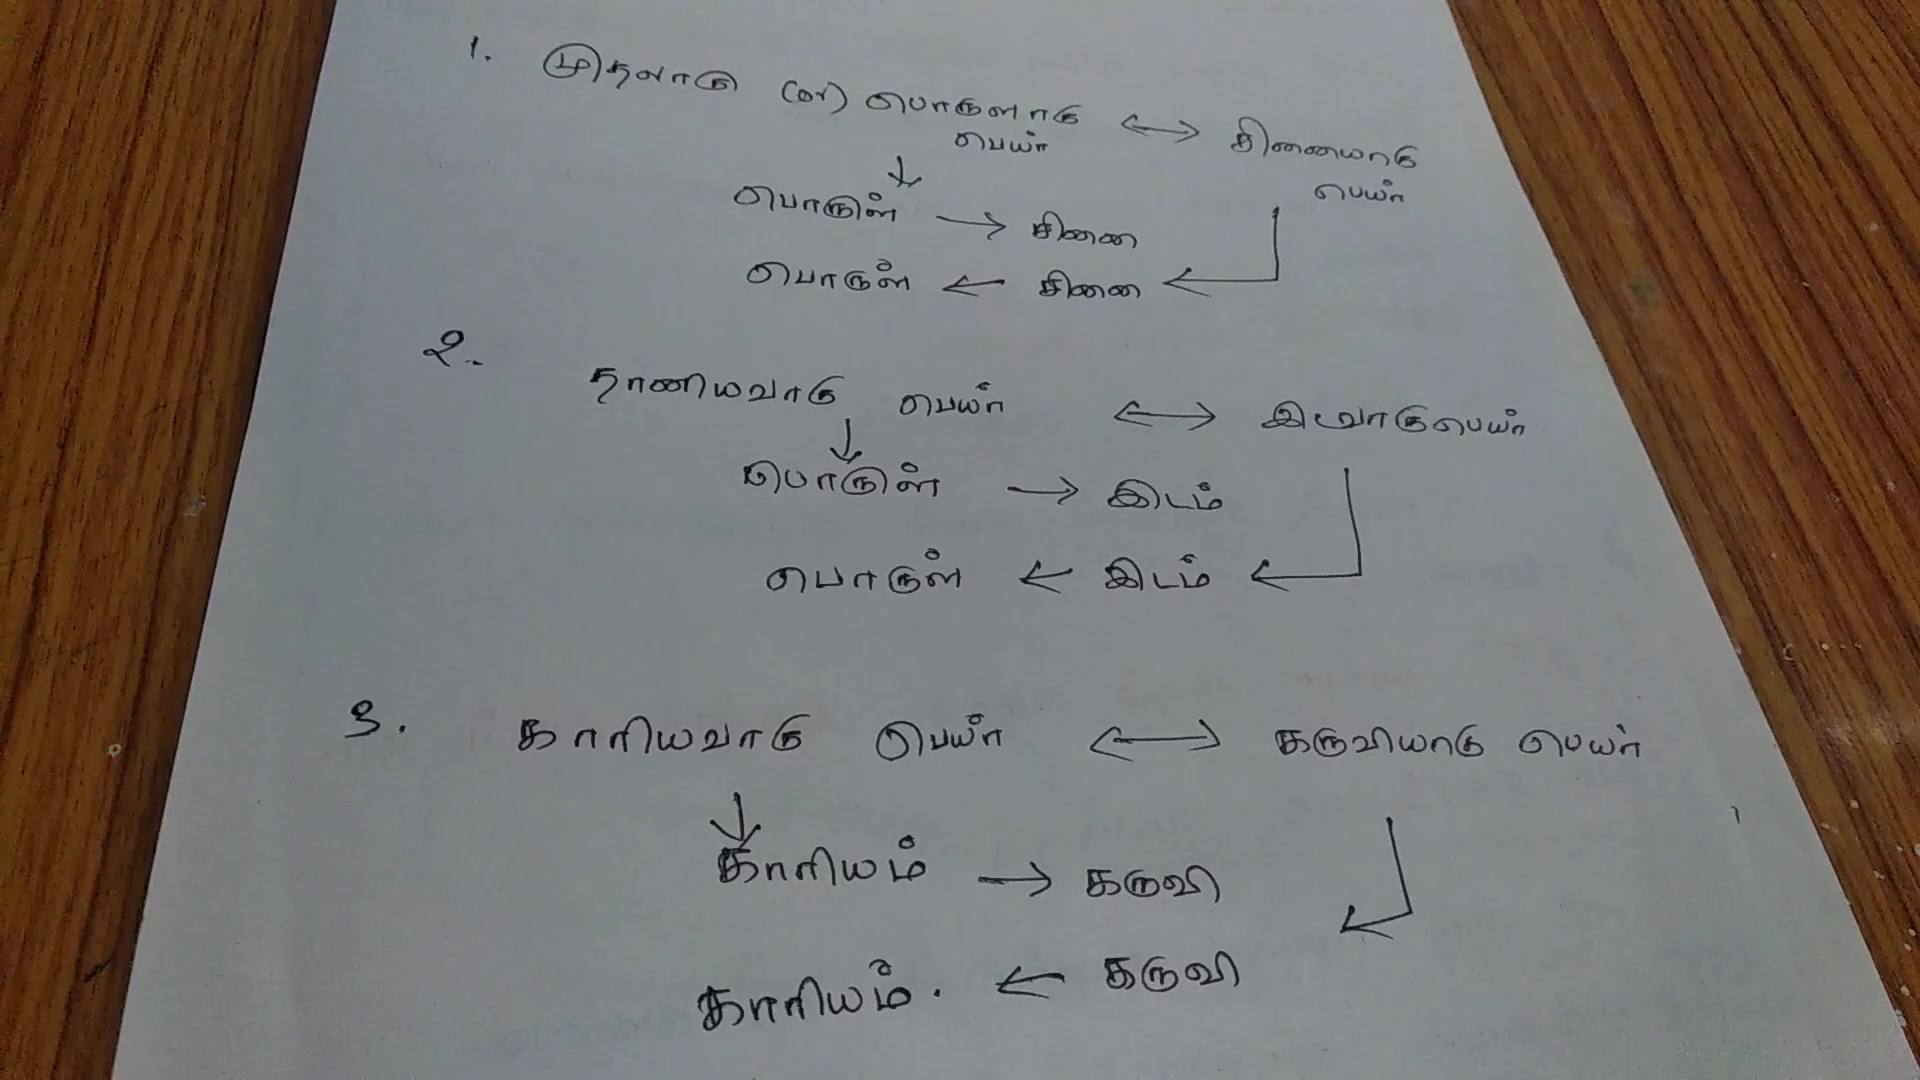 1. முதலாகு (or) பொருளாகு பெயர் ↔ சினையாகு பெயர்
↓
பொருள் → சினை
பொருள் ← சினை
2. தானியவாகு பெயர் ↔ இடவாகுபெயர்
↓
பொருள் → இடம்
பொருள் ← இடம்
3. காரியவாகு பெயர் ↔ கருவியாகு பெயர்
↓
காரியம் → கருவி
காரியம். ← கருவி